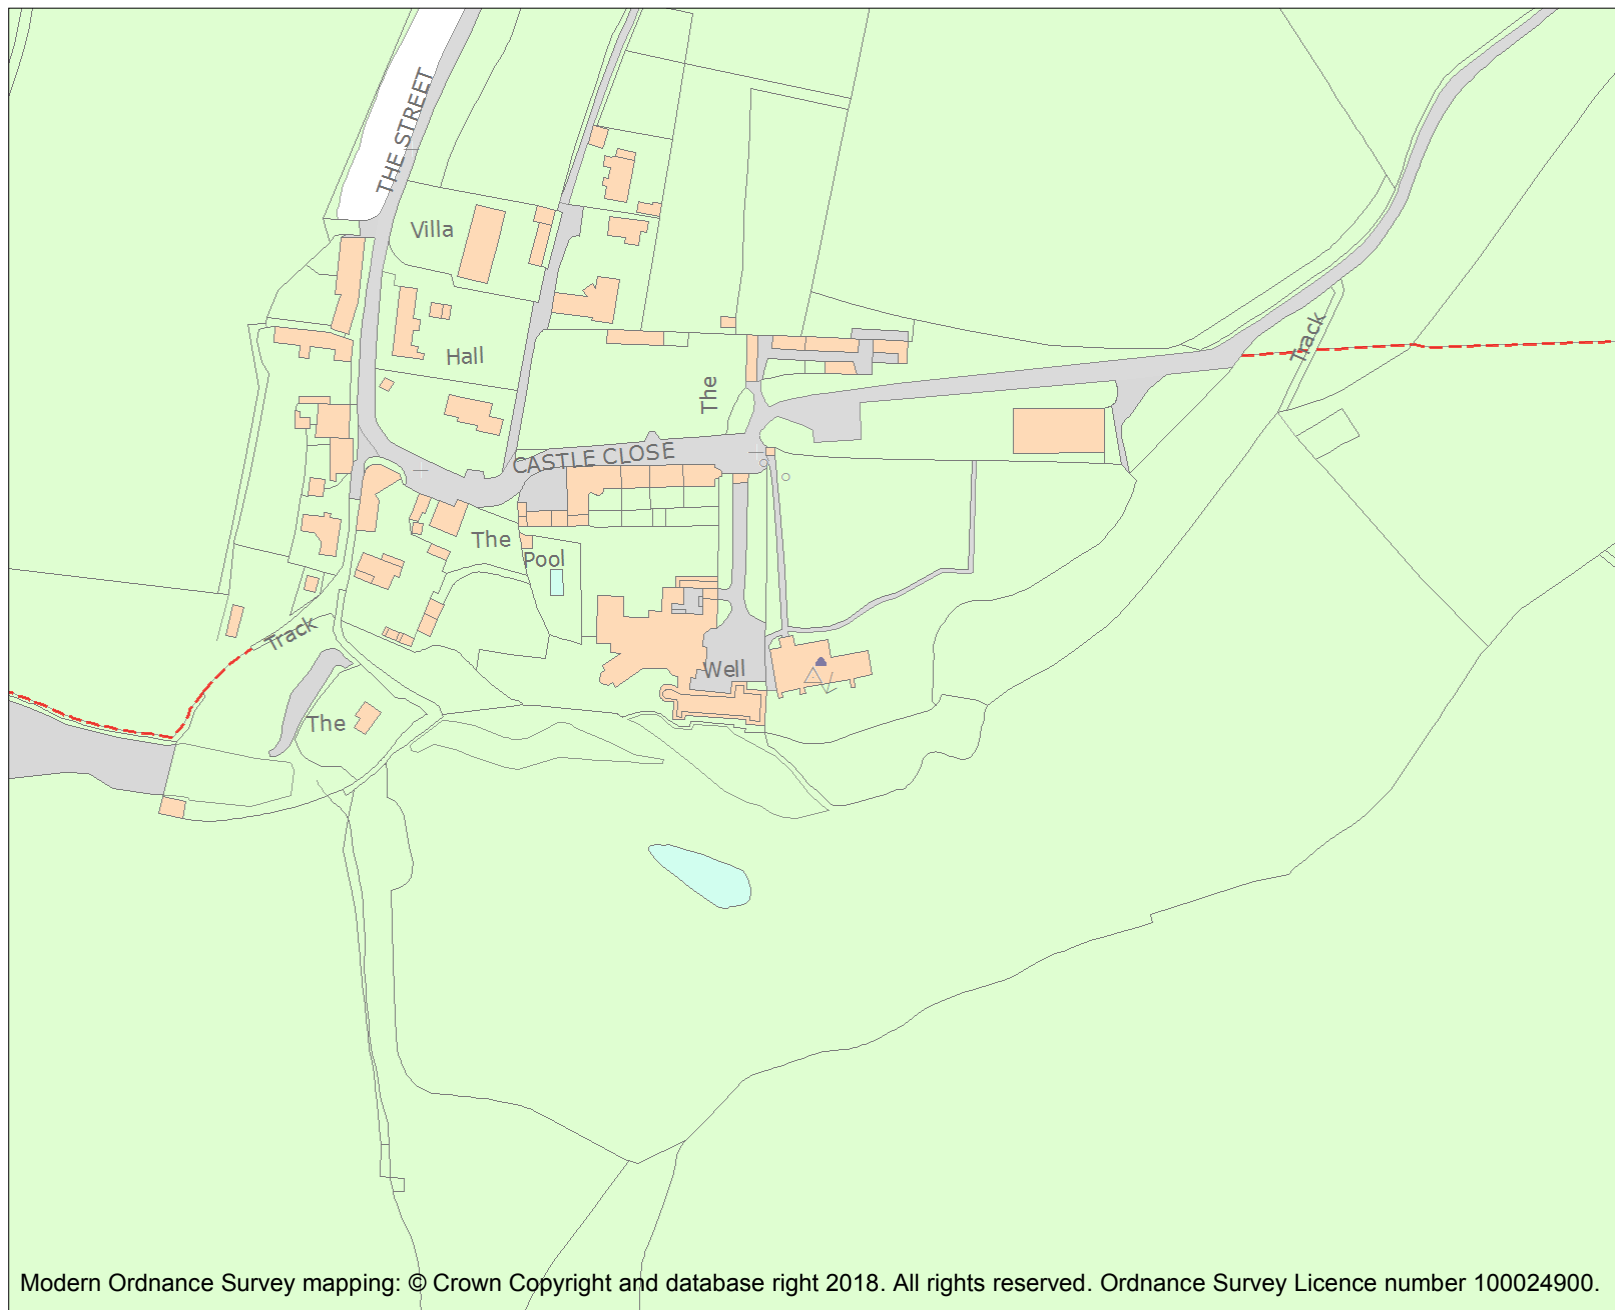 THE STREET
Villa
Hall
Track
The
CASTLE CLOSE
The
Pool
Track
Well
The
Modern Ordnance Survey mapping: © Crown Copyright and database right 2018. All rights reserved. Ordnance Survey Licence number 100024900.